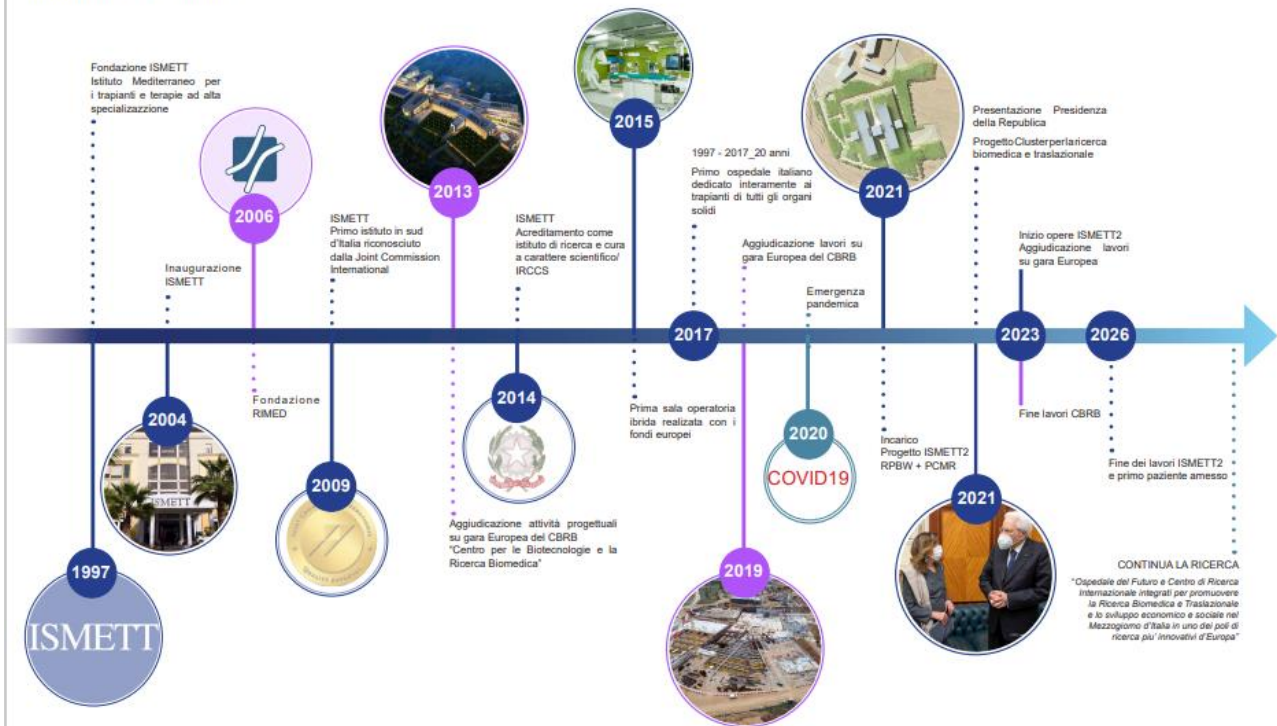 Fondazione ISMETT
Istituto Mediterraneo per
i trapianti e terapie ad alta
specializazzione
1997
ISMETT
Inaugurazione
ISMETT
2004
ISMETT
2006
Fondazione
RIMED
ISMETT
Primo istituto in sud
d'Italia riconosciuto
dalla Joint Commission
International
2009
2013
Aggiudicazione attività progettuali
su gara Europea del CBRB
"Centro per le Biotecnologie e la
Ricerca Biomedica"
ISMETT
Acreditamento come
istituto di ricerca e cura
a carattere scientifico/
IRCCS
2014
2015
Prima sala operatoria
ibrida realizata con i
fondi europei
1997 - 2017_20 anni
Primo ospedale italiano
dedicato interamente ai
trapianti di tutti gli organi
solidi
2017
Aggiudicazione lavori su
gara Europea del CBRB
2019
Emergenza
pandemica
2020
COVID19
2021
Incarico
Progetto ISMETT2
RPBW + PCMR
Presentazione Presidenza
della Republica
Progetto Cluster per la ricerca
biomedica e traslazionale
2021
Inizio opere ISMETT2
Aggiudicazione lavori
su gara Europea
2023
Fine lavori CBRB
2026
Fine dei lavori ISMETT2
e primo paziente amesso
CONTINUA LA RICERCA
"Ospedale del Futuro e Centro di Ricerca
Internazionale integrati per promuovere
la Ricerca Biomedica e Traslazionale
e lo sviluppo economico e sociale nel
Mezzogiorno d'Italia in uno dei poli di
ricerca piu' innovativi d'Europa"